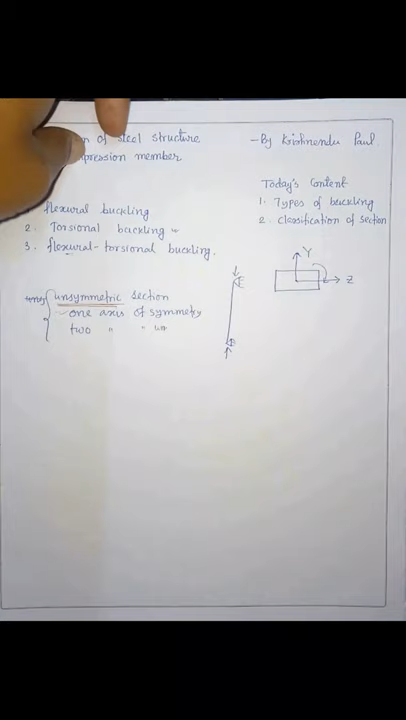 n of steel structure
pression member
-By Krishnendu Paul.
Today's Content
1. Types of buckling
2. Classification of section
flexural buckling
2. Torsional buckling
3. flexural-torsional buckling.
unsymmetric section
one axis of symmetry
two " "
Y
Z